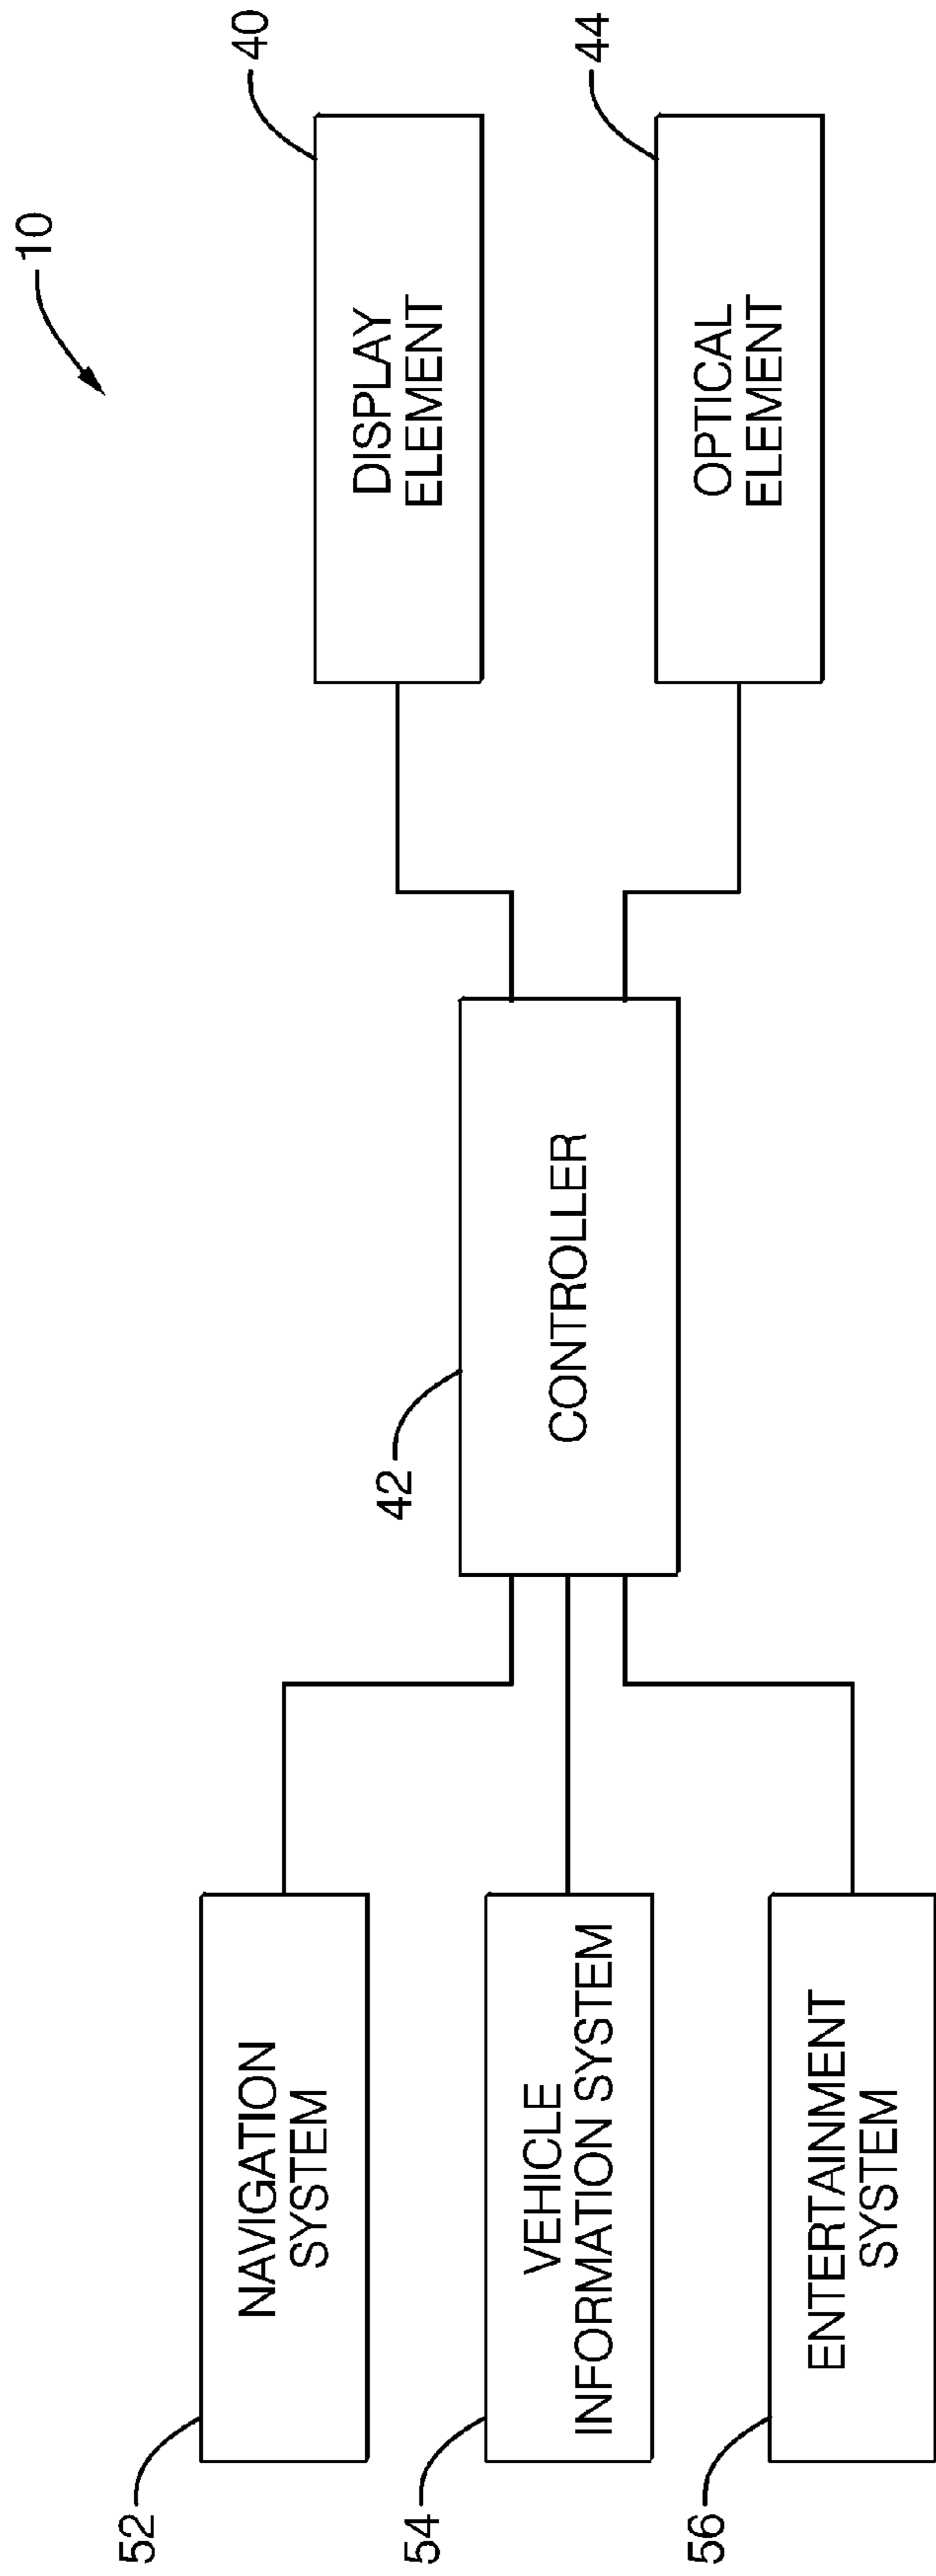 10
52
NAVIGATION
SYSTEM
54
VEHICLE
INFORMATION SYSTEM
56
ENTERTAINMENT
SYSTEM
42
CONTROLLER
40
DISPLAY
ELEMENT
44
OPTICAL
ELEMENT